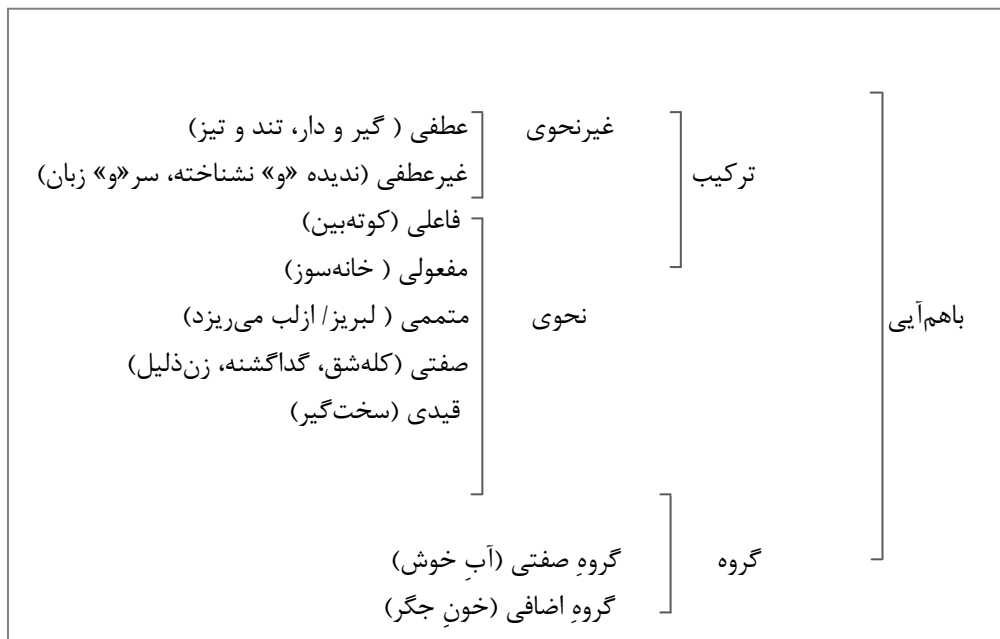 غیرنحوی عطفی ( گیر و دار، تند و تیز)
ترکیب غیرعطفی (ندیده «و» نشناخته، سر«و» زبان)
فاعلی (کوته‌بین)
مفعولی ( خانه‌سوز)
باهم‌آیی نحوی متممی ( لبریز/ ازلب می‌ریزد)
صفتی (کله‌شق، گداگشنه، زن‌ذلیل)
قیدی (سخت‌گیر)
گروه گروهِ صفتی (آبِ خوش)
گروهِ اضافی (خونِ جگر)